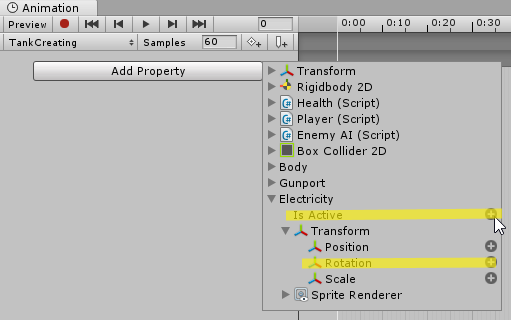 Animation
Preview 0 0:00 0:10 0:20 0:30
TankCreating Samples 60
Add Property
Transform
Rigidbody 2D
Health (Script)
Player (Script)
Enemy AI (Script)
Box Collider 2D
Body
Gunport
Electricity
Is Active
Transform
Position
Rotation
Scale
Sprite Renderer